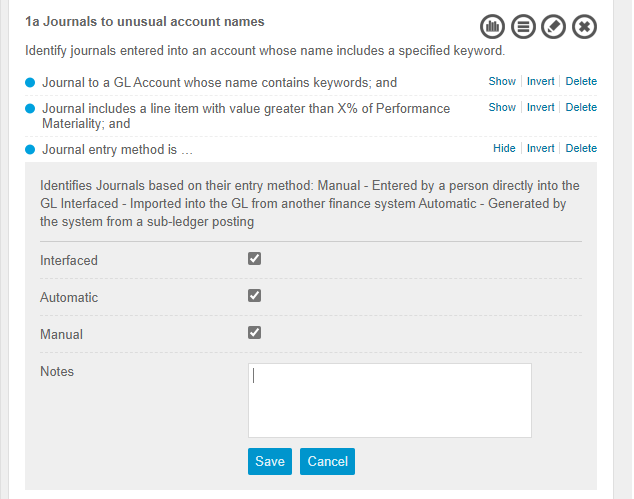 1a Journals to unusual account names
Identify journals entered into an account whose name includes a specified keyword.
Journal to a GL Account whose name contains keywords; and Show Invert Delete
Journal includes a line item with value greater than X% of Performance Show Invert Delete
Materiality; and
Journal entry method is ... Hide Invert Delete
Identifies Journals based on their entry method: Manual - Entered by a person directly into the
GL Interfaced - Imported into the GL from another finance system Automatic - Generated by
the system from a sub-ledger posting
Interfaced
Automatic
Manual
Notes
Save Cancel